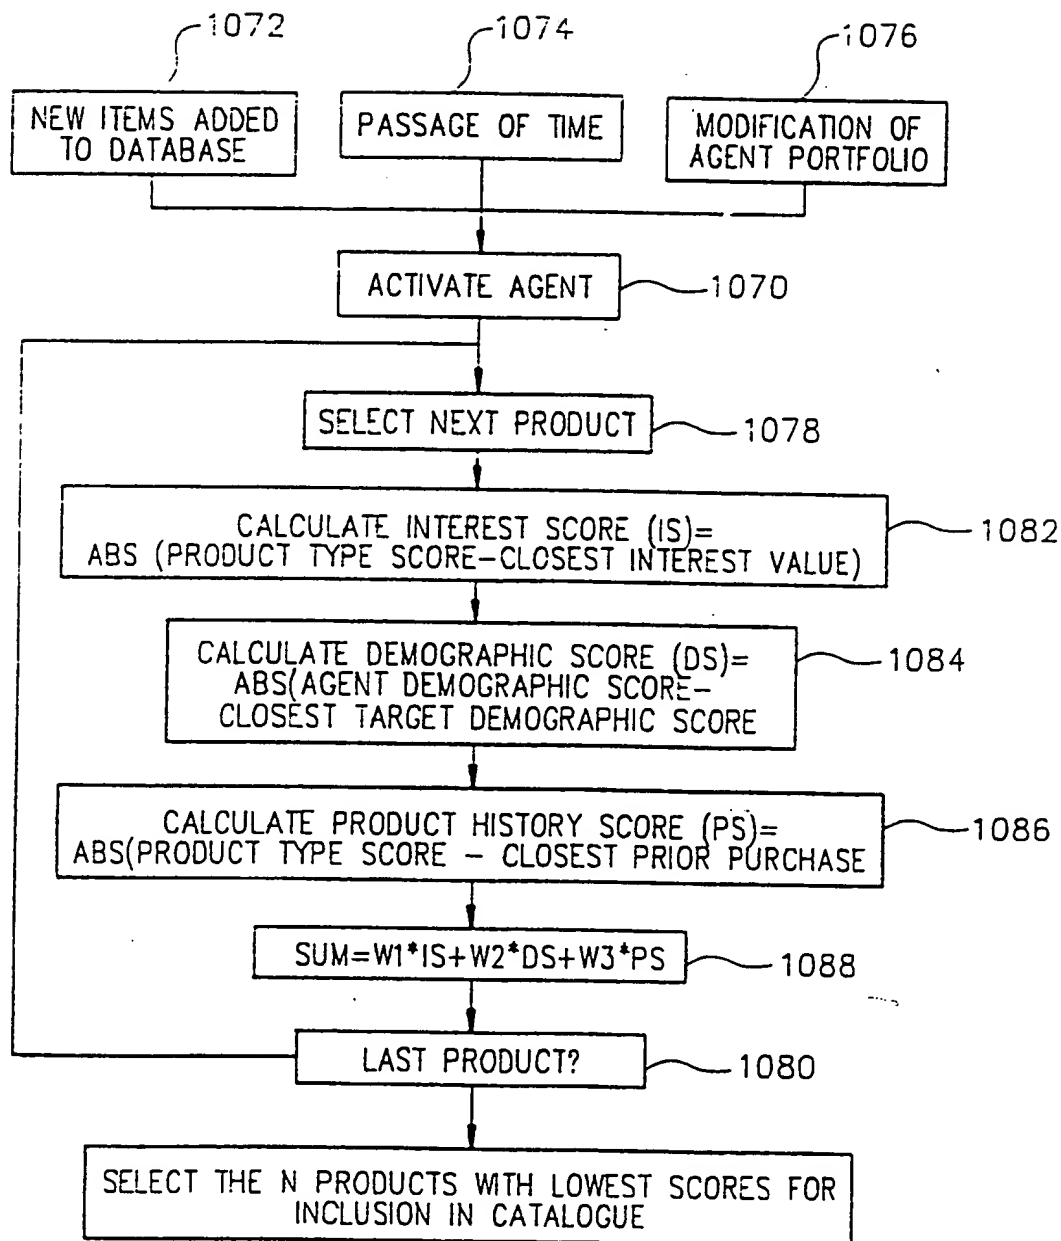 1072
1074
1076
NEW ITEMS ADDED
TO DATABASE
PASSAGE OF TIME
MODIFICATION OF
AGENT PORTFOLIO
ACTIVATE AGENT
1070
SELECT NEXT PRODUCT
1078
CALCULATE INTEREST SCORE (IS)=
ABS (PRODUCT TYPE SCORE-CLOSEST INTEREST VALUE)
1082
CALCULATE DEMOGRAPHIC SCORE (DS)=
ABS(AGENT DEMOGRAPHIC SCORE-
CLOSEST TARGET DEMOGRAPHIC SCORE
1084
CALCULATE PRODUCT HISTORY SCORE (PS)=
ABS(PRODUCT TYPE SCORE - CLOSEST PRIOR PURCHASE
1086
SUM=W1*IS+W2*DS+W3*PS
1088
LAST PRODUCT?
1080
SELECT THE N PRODUCTS WITH LOWEST SCORES FOR
INCLUSION IN CATALOGUE